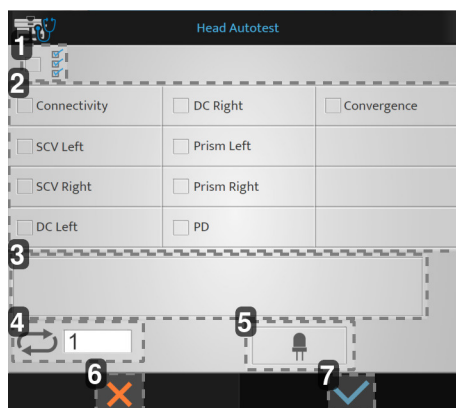 Head Autotest
1
2
Connectivity DC Right Convergence
SCV Left Prism Left
SCV Right Prism Right
DC Left PD
3
4 1 5
6 7